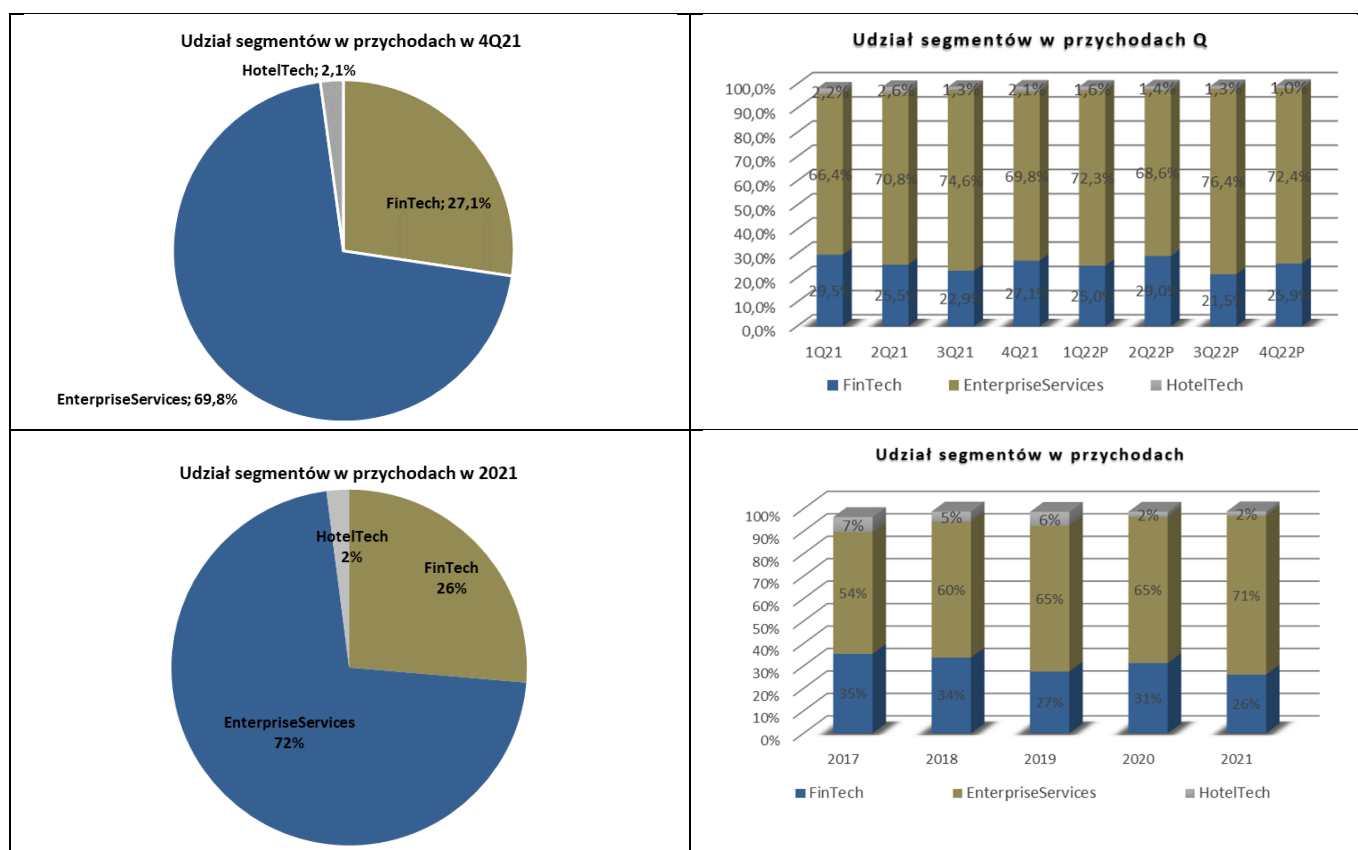 Udział segmentów w przychodach w 4Q21
HotelTech; 2,1%
FinTech; 27,1%
EnterpriseServices; 69,8%
Udział segmentów w przychodach Q
100,0%
90,0%
80,0%
70,0%
60,0%
50,0%
40,0%
30,0%
20,0%
10,0%
0,0%
2,2% 2,6% 1,3% 2,1% 1,6% 1,4% 1,3% 1,0%
66,4% 70,8% 74,6% 69,8% 72,3% 68,6% 76,4% 72,4%
29,5% 25,5% 22,9% 27,1% 25,0% 29,0% 21,5% 25,9%
1Q21 2Q21 3Q21 4Q21 1Q22P 2Q22P 3Q22P 4Q22P
FinTech EnterpriseServices HotelTech
Udział segmentów w przychodach w 2021
HotelTech
2%
FinTech
26%
EnterpriseServices
72%
Udział segmentów w przychodach
100%
90%
80%
70%
60%
50%
40%
30%
20%
10%
0%
7% 5% 6% 2% 2%
54% 60% 65% 65% 71%
35% 34% 27% 31% 26%
2017 2018 2019 2020 2021
FinTech EnterpriseServices HotelTech